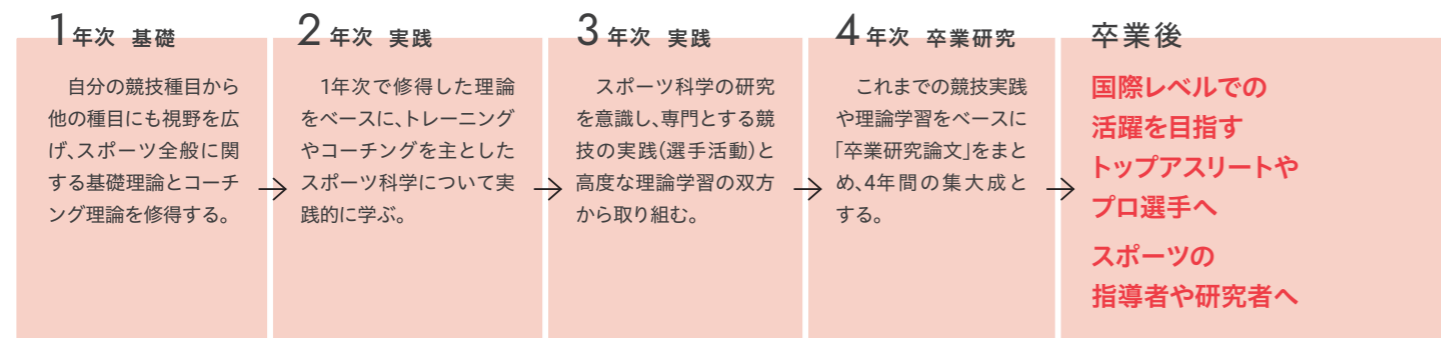 1年次 基礎
自分の競技種目から
他の種目にも視野を広
げ、スポーツ全般に関
する基礎理論とコーチ
ング理論を修得する。
2年次 実践
1年次で修得した理論
をベースに、トレーニング
やコーチングを主とした
スポーツ科学について実
践的に学ぶ。
3年次 実践
スポーツ科学の研究
を意識し、専門とする競
技の実践(選手活動)と
高度な理論学習の双方
から取り組む。
4年次 卒業研究
これまでの競技実践
や理論学習をベースに
「卒業研究論文」をまと
め、4年間の集大成と
する。
卒業後
国際レベルでの
活躍を目指す
トップアスリートや
プロ選手へ
スポーツの
指導者や研究者へ